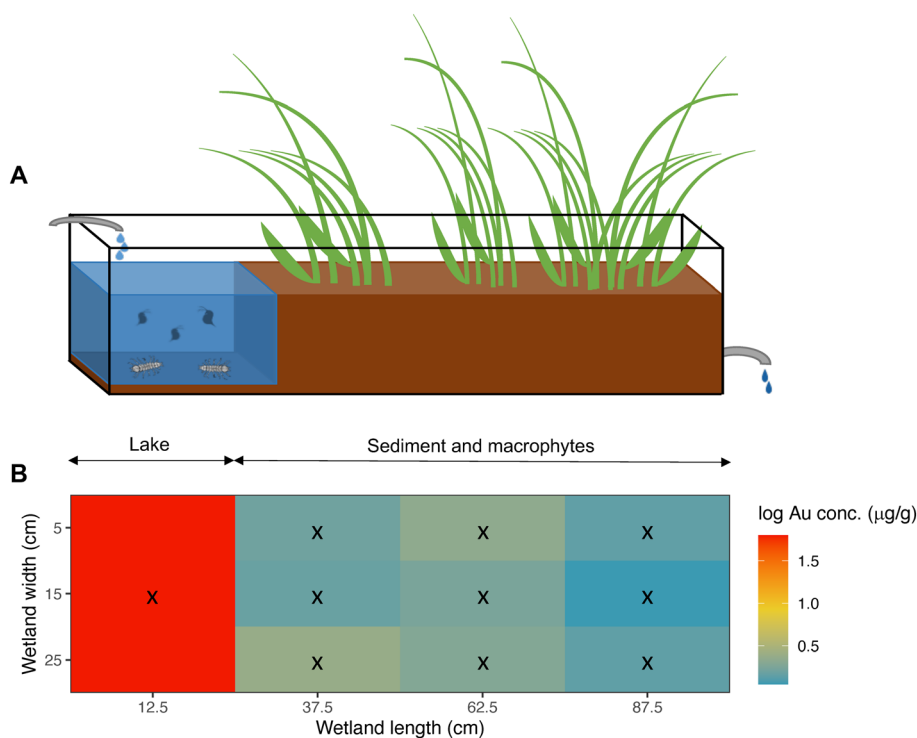 A
Lake
Sediment and macrophytes
B
log Au conc. (µg/g)
Wetland width (cm)
5
15
25
X X X
X X X X
X X X
1.5
1.0
0.5
12.5 37.5 62.5 87.5
Wetland length (cm)